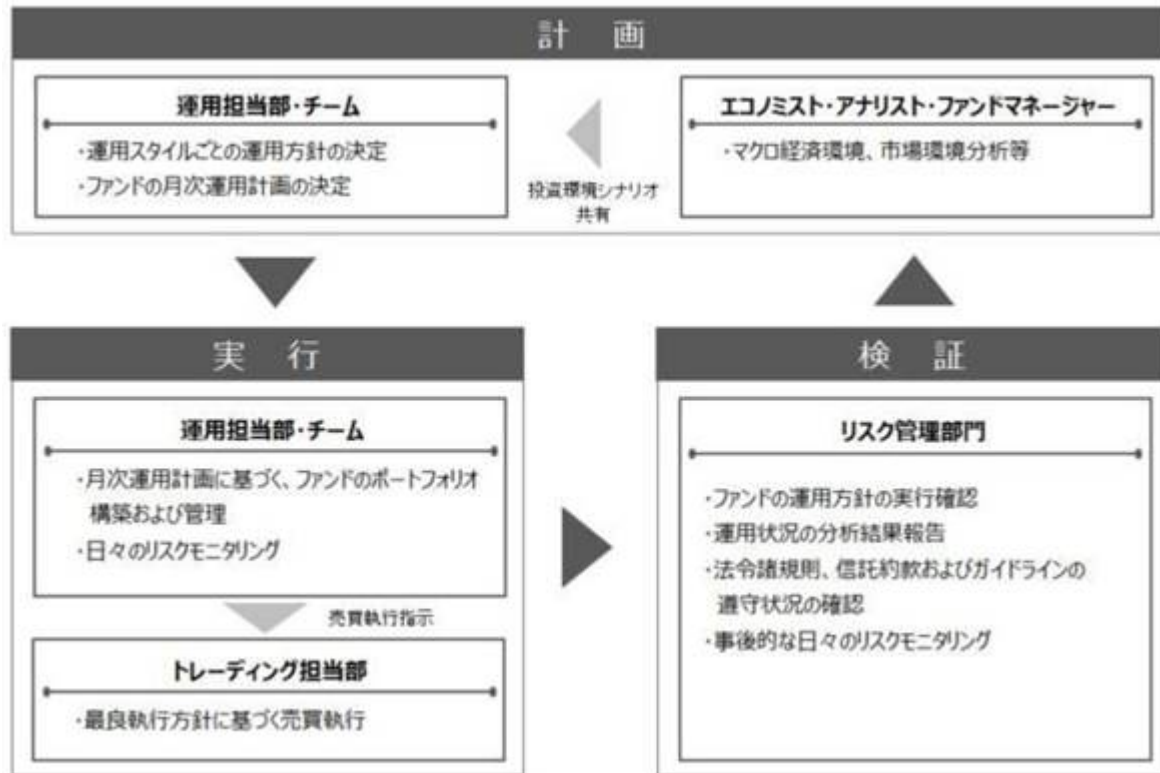 計 画
運用担当部・チーム
・運用スタイルごとの運用方針の決定
・ファンドの月次運用計画の決定
投資環境シナリオ
共有
エコノミスト・アナリスト・ファンドマネージャー
・マクロ経済環境、市場環境分析等
実 行
運用担当部・チーム
・月次運用計画に基づく、ファンドのポートフォリオ
構築および管理
・日々のリスクモニタリング
売買執行指示
トレーディング担当部
・最良執行方針に基づく売買執行
検 証
リスク管理部門
・ファンドの運用方針の実行確認
・運用状況の分析結果報告
・法令諸規則、信託約款およびガイドラインの
遵守状況の確認
・事後的な日々のリスクモニタリング